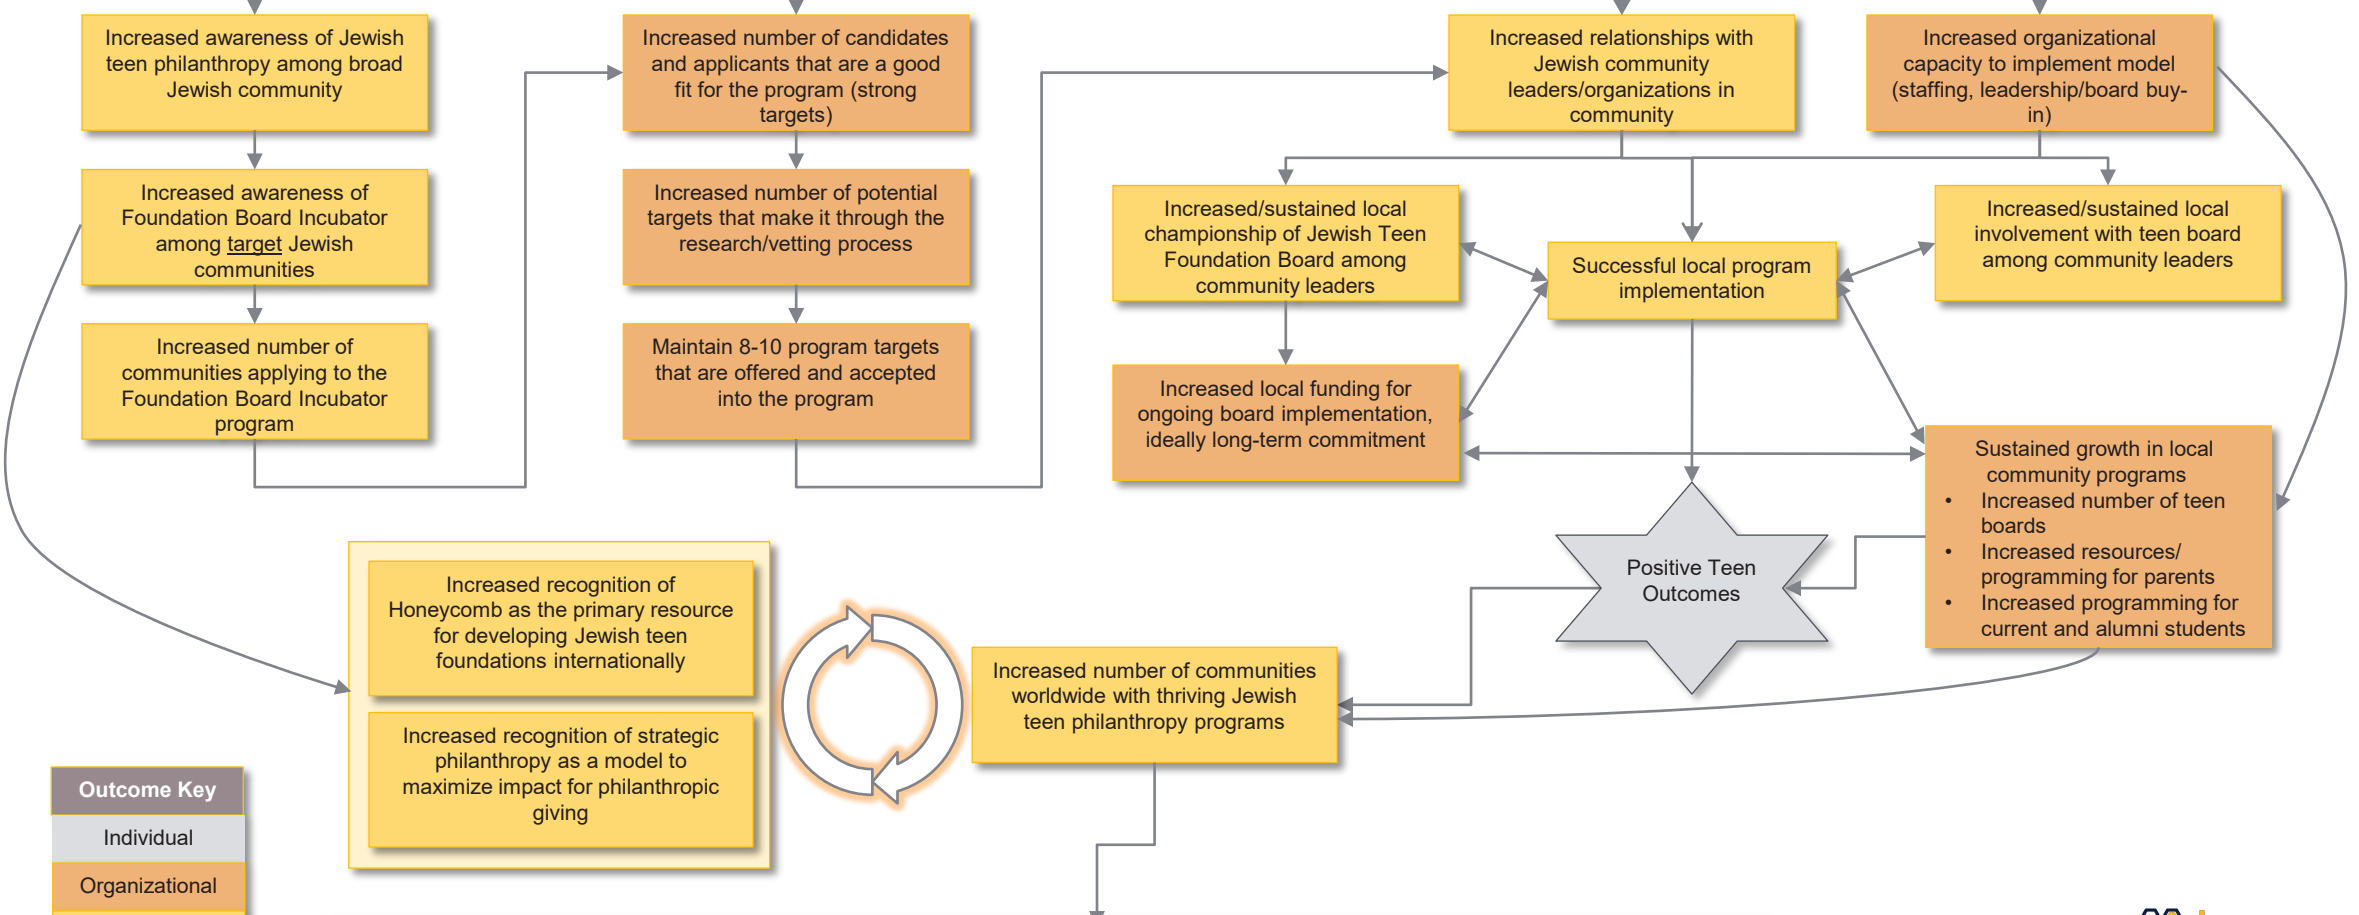 Increased awareness of Jewish
teen philanthropy among broad
Jewish community
Increased awareness of
Foundation Board Incubator
among target Jewish
communities
Increased number of
communities applying to the
Foundation Board Incubator
program
Increased number of candidates
and applicants that are a good
fit for the program (strong
targets)
Increased number of potential
targets that make it through the
research/vetting process
Maintain 8-10 program targets
that are offered and accepted
into the program
Increased relationships with
Jewish community
leaders/organizations in
community
Increased organizational
capacity to implement model
(staffing, leadership/board buy-
in)
Increased/sustained local
championship of Jewish Teen
Foundation Board among
community leaders
Successful local program
implementation
Increased/sustained local
involvement with teen board
among community leaders
Increased local funding for
ongoing board implementation,
ideally long-term commitment
Sustained growth in local
community programs
• Increased number of teen
boards
• Increased resources/
programming for parents
• Increased programming for
current and alumni students
Positive Teen
Outcomes
Increased recognition of
Honeycomb as the primary resource
for developing Jewish teen
foundations internationally
Increased recognition of strategic
philanthropy as a model to
maximize impact for philanthropic
giving
Increased number of communities
worldwide with thriving Jewish
teen philanthropy programs
Outcome Key
Individual
Organizational